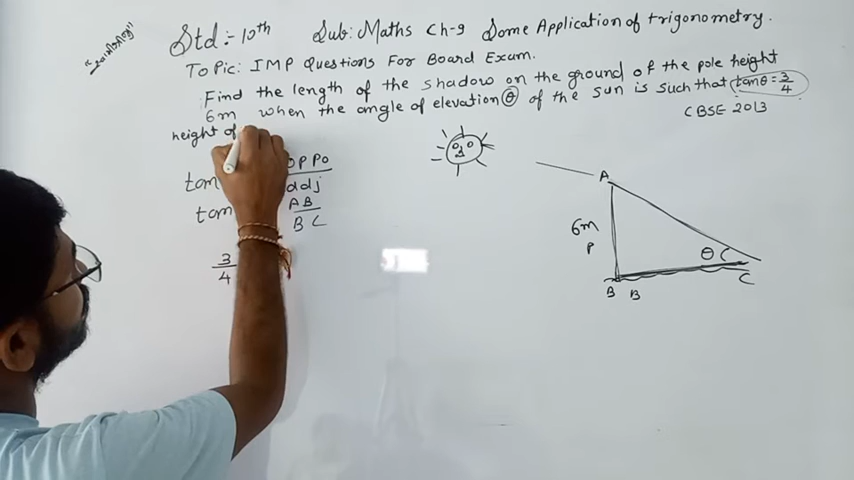 Std:- 10th Sub: Maths Ch-9 Some Application of trigonometry.
Topic: IMP Questions For Board Exam.
Find the length of the shadow on the ground of the pole height
6m when the angle of elevation θ of the sun is such that tanθ = 3/4
CBSE 2013
height of
tan oppo
adj
tan AB
BC
3
4
A
6m
P
θ
B B C